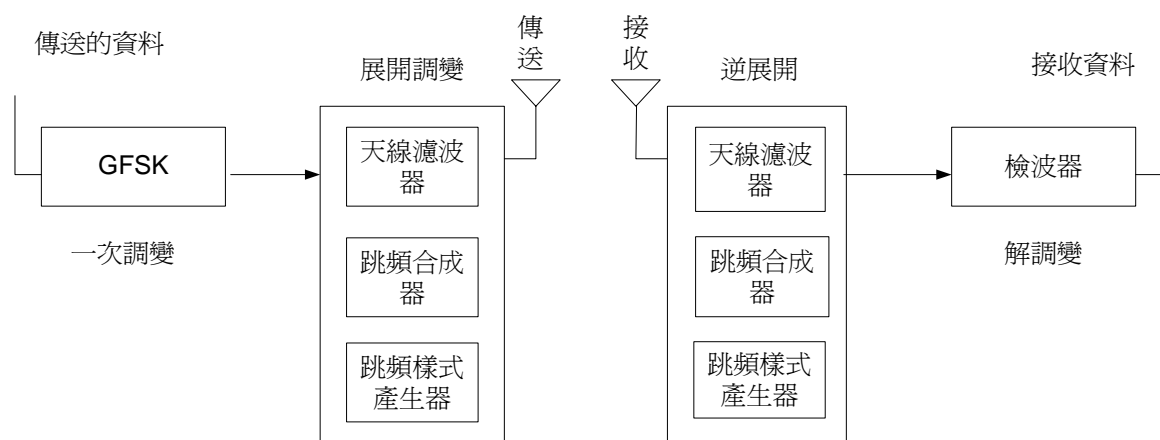 傳送的資料
展開調變
傳
送
接
收
逆展開
接收資料
GFSK
一次調變
天線濾波
器
跳頻合成
器
跳頻樣式
產生器
天線濾波
器
跳頻合成
器
跳頻樣式
產生器
檢波器
解調變